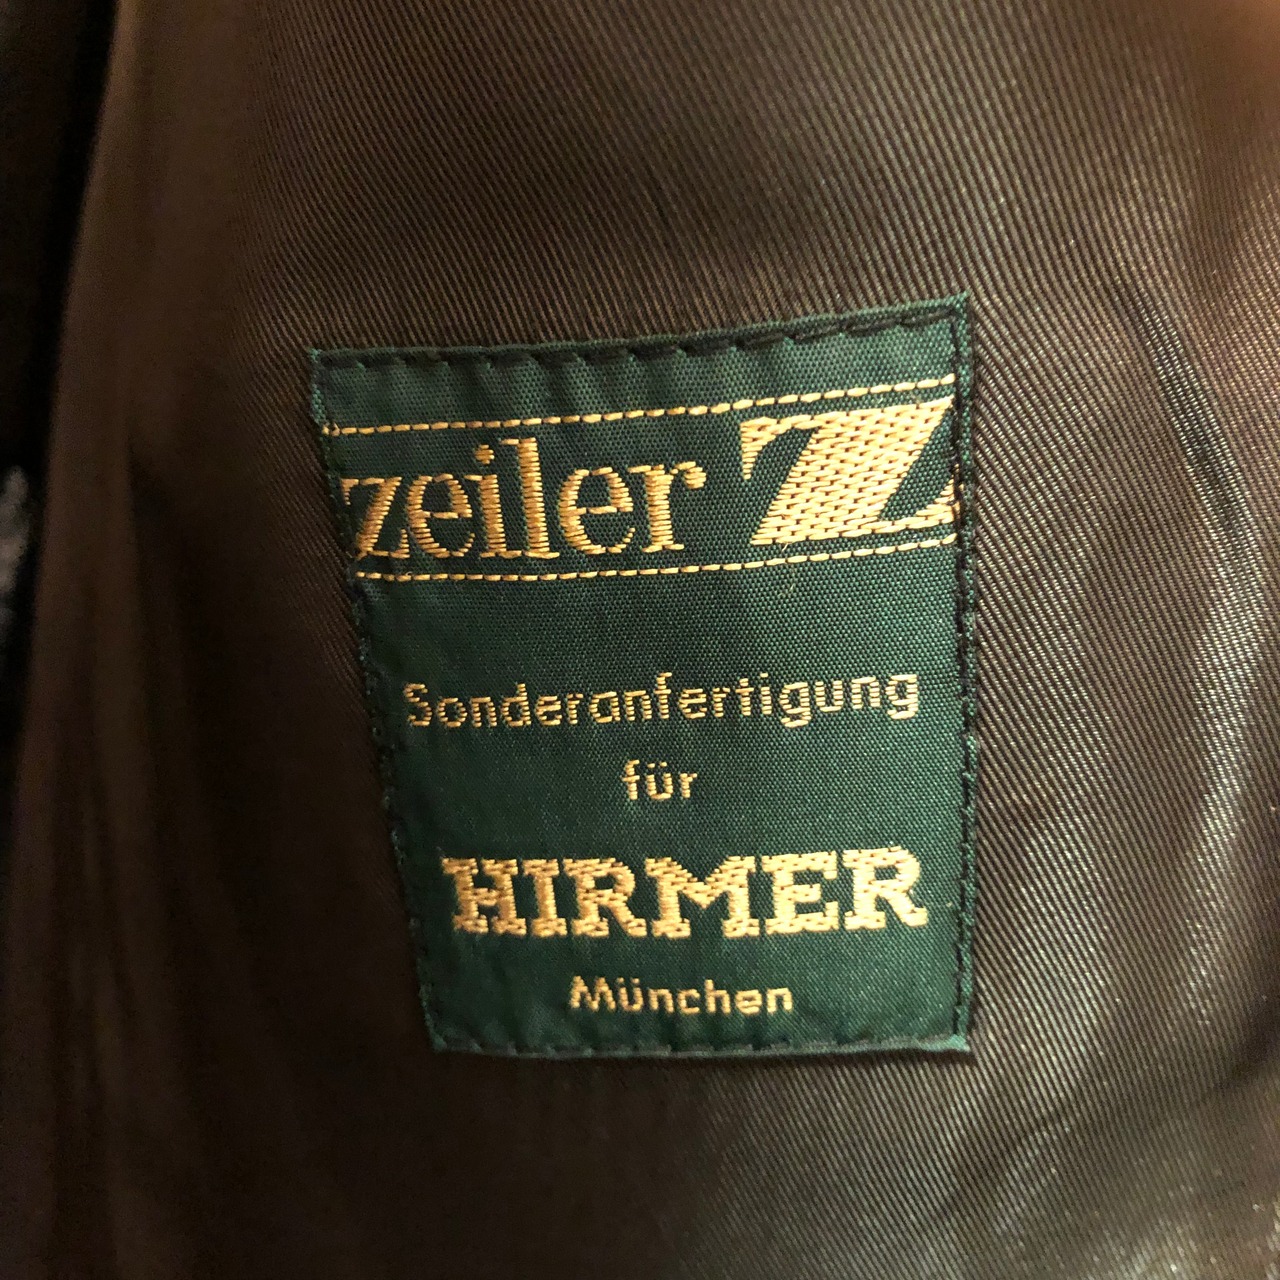 zeiler Z
Sonderanfertigung
für
HIRMER
München